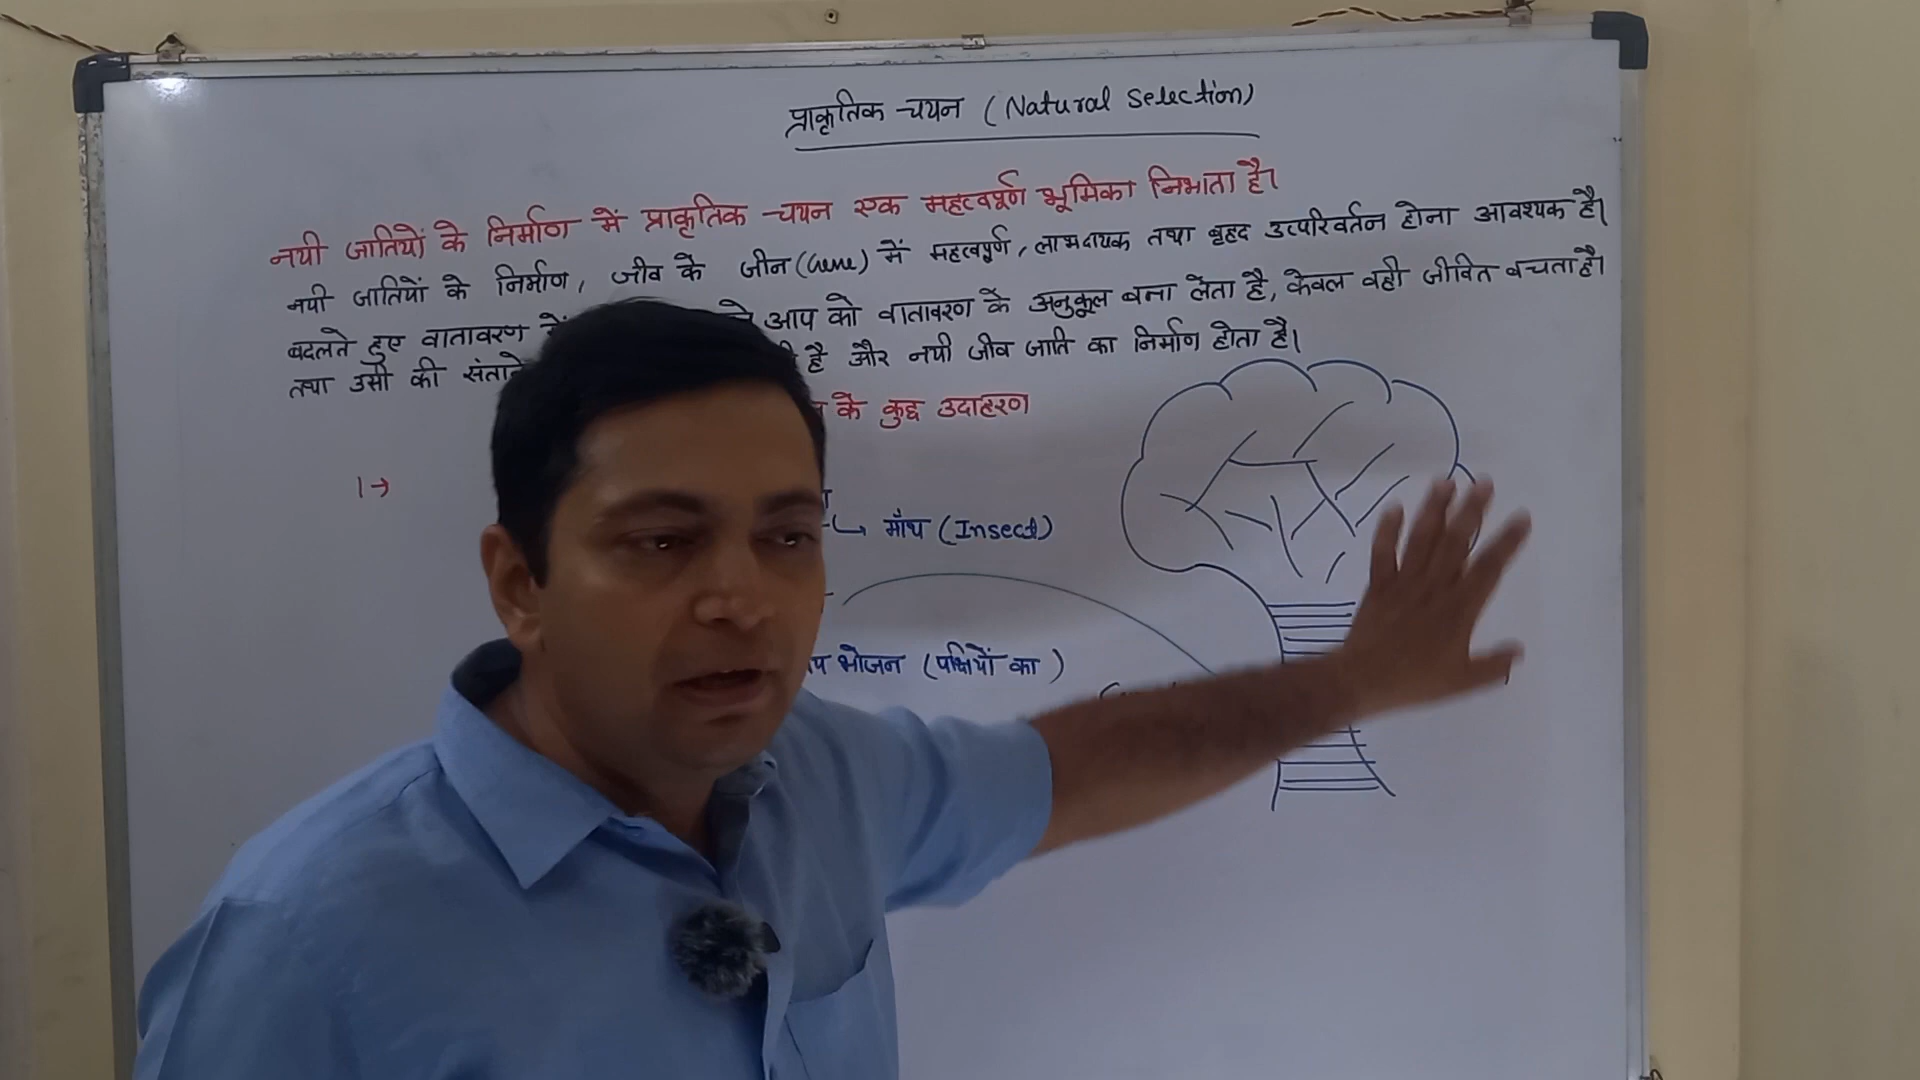 प्राकृतिक चयन (Natural Selection)
नयी जातियों के निर्माण में प्राकृतिक चयन एक महत्वपूर्ण भूमिका निभाता है।
नयी जातियों के निर्माण, जीव के जीन (Gene) में महत्वपूर्ण, लाभदायक तथा बृहद उत्परिवर्तन होना आवश्यक है।
बदलते हुए वातावरण में आप को वातावरण के अनुकूल बना लेता है, केवल वही जीवित बचता है।
तथा उसी की है और नयी जीव जाति का निर्माण होता है।
के कुछ उदाहरण
1→
मॉथ (Insect)
भोजन (पक्षियों का)